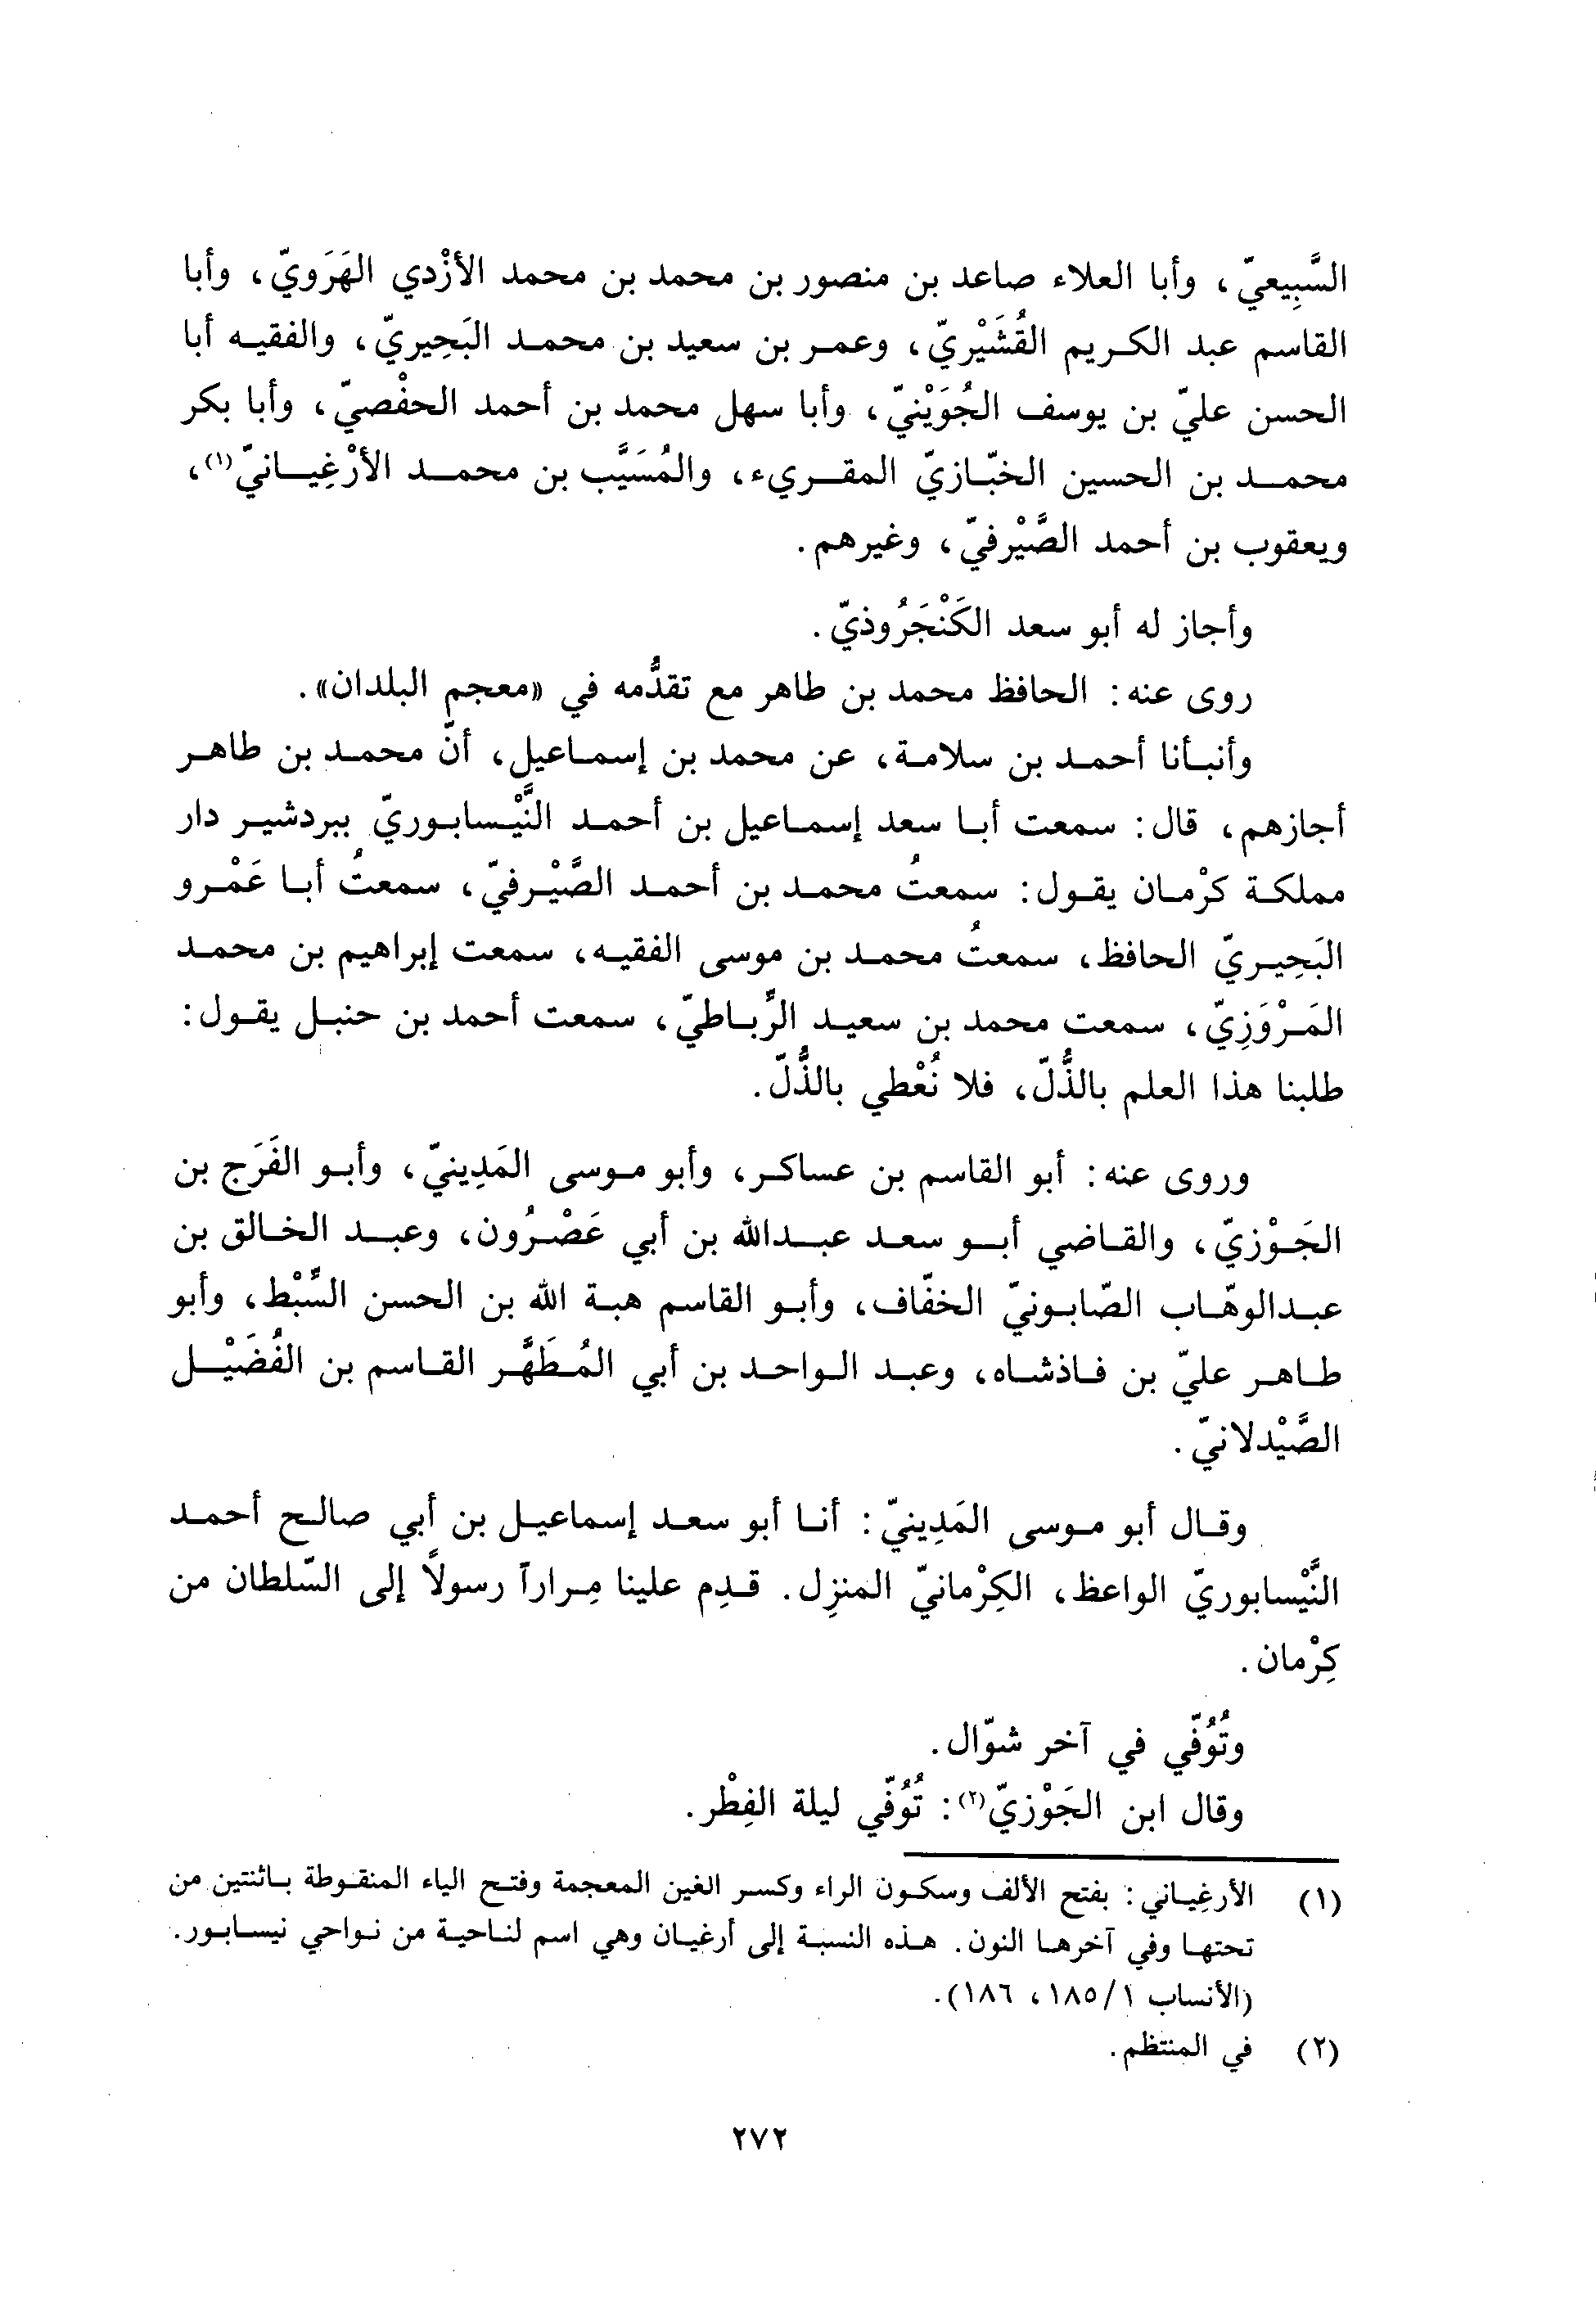 السَّبِيعيّ، وأبا العلاء صاعد بن منصور بن محمد بن محمد الأزْدي الهَرَويّ، وأبا
القاسم عبد الكريم القُشَيْريّ، وعمر بن سعيد بن محمد البَحِيريّ، والفقيه أبا
الحسن عليّ بن يوسف الجُوَيْنيّ، وأبا سهل محمد بن أحمد الحفْصيّ، وأبا بكر
محمد بن الحسين الخبّازيّ المقريء، والمُسَيَّب بن محمد الأرْغِيانيّ(١)،
ويعقوب بن أحمد الصَّيْرفيّ، وغيرهم.
وأجاز له أبو سعد الكَنْجَرُوذيّ.
روى عنه: الحافظ محمد بن طاهر مع تقدُّمه في «معجم البلدان».
وأنبأنا أحمد بن سلامة، عن محمد بن إسماعيل، أنّ محمد بن طاهر
أجازهم، قال: سمعت أبا سعد إسماعيل بن أحمد النَّيْسابوريّ ببردشير دار
مملكة كرْمان يقول: سمعتُ محمد بن أحمد الصَّيْرفيّ، سمعتُ أبا عَمْرو
البَحِيريّ الحافظ، سمعتُ محمد بن موسى الفقيه، سمعت إبراهيم بن محمد
المَرْوَزِيّ، سمعت محمد بن سعيد الرِّباطيّ، سمعت أحمد بن حنبل يقول:
طلبنا هذا العلم بالذُّلّ، فلا نُعْطي بالذُّلّ.
وروى عنه: أبو القاسم بن عساكر، وأبو موسى المَدِينيّ، وأبو الفَرَج بن
الجَوْزيّ، والقاضي أبو سعد عبدالله بن أبي عَصْرُون، وعبد الخالق بن
عبدالوهّاب الصّابونيّ الخفّاف، وأبو القاسم هبة الله بن الحسن السِّبْط، وأبو
طاهر عليّ بن فاذشاه، وعبد الواحد بن أبي المُطَهَّر القاسم بن الفُضَيْل
الصَّيْدلانيّ.
وقال أبو موسى المَدِينيّ: أنا أبو سعد إسماعيل بن أبي صالح أحمد
النَّيْسابوريّ الواعظ، الكِرْمانيّ المنزِل. قدِم علينا مِراراً رسولاً إلى السّلطان من
كِرْمان.
وتُوُفّي في آخر شوّال.
وقال ابن الجَوْزيّ(٢): تُوُفّي ليلة الفِطْر.
(١) الأرغِياني: بفتح الألف وسكون الراء وكسر الغين المعجمة وفتح الياء المنقوطة باثنتين من
تحتها وفي آخرها النون. هذه النسبة إلى أرغيان وهي اسم لناحية من نواحي نيسابور.
(الأنساب ١/١٨٥، ١٨٦).
(٢) في المنتظم.
٢٧٢